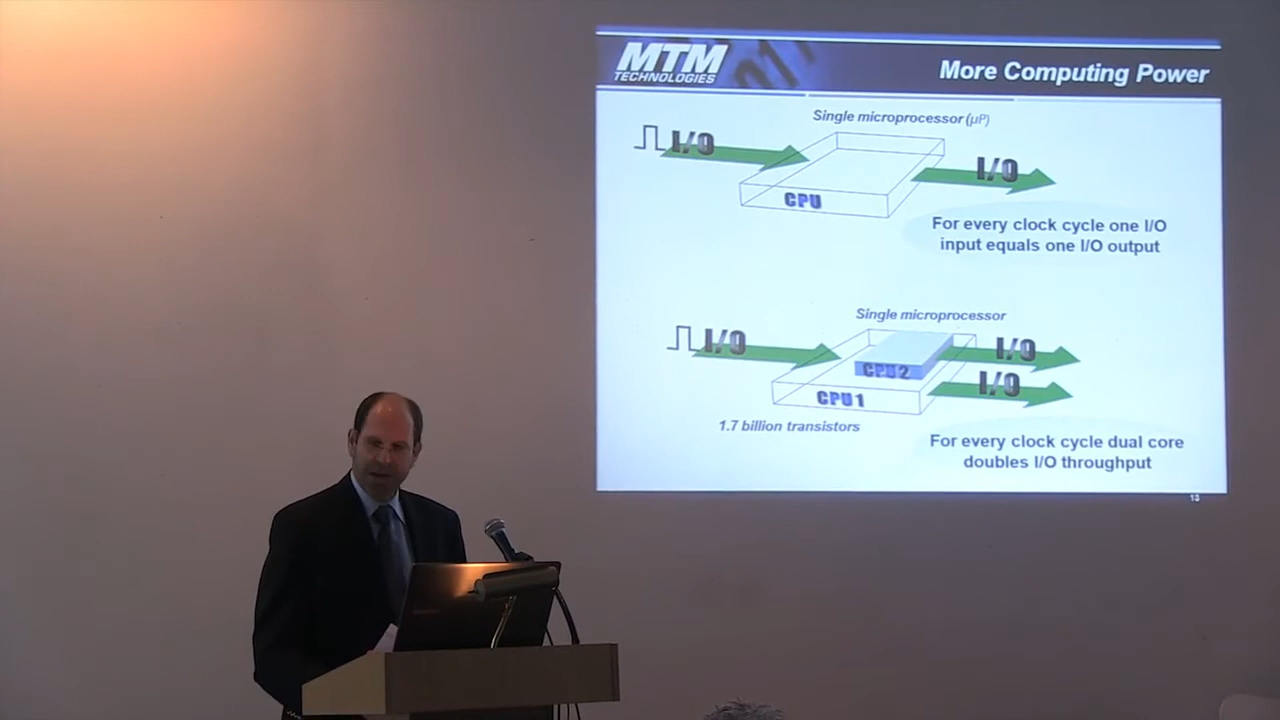 MTM
TECHNOLOGIES
More Computing Power
Single microprocessor (µP)
I/O
I/O
CPU
For every clock cycle one I/O
input equals one I/O output
Single microprocessor
I/O
I/O
CPU 2
I/O
CPU 1
1.7 billion transistors
For every clock cycle dual core
doubles I/O throughput
13